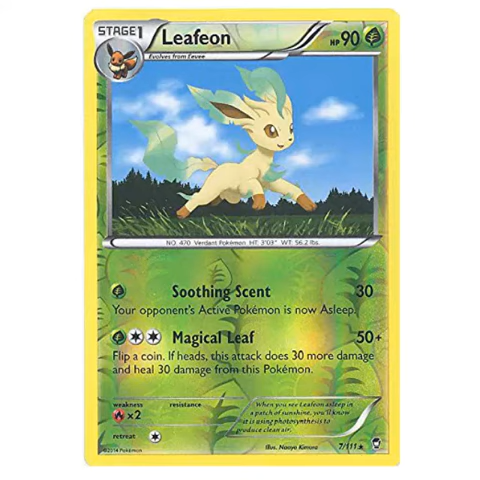 STAGE1
Leafeon
HP 90
Evolves from Eevee
NO. 470 Verdant Pokémon HT: 3'03" WT: 56.2 lbs.
Soothing Scent 30
Your opponent's Active Pokémon is now Asleep.
Magical Leaf 50+
Flip a coin. If heads, this attack does 30 more damage
and heal 30 damage from this Pokémon.
weakness resistance
×2
When you see Leafeon asleep in
a patch of sunshine, you'll know
it is using photosynthesis to
produce clean air.
retreat
©2014 Pokémon
Illus. Naoyo Kimura
7/111★